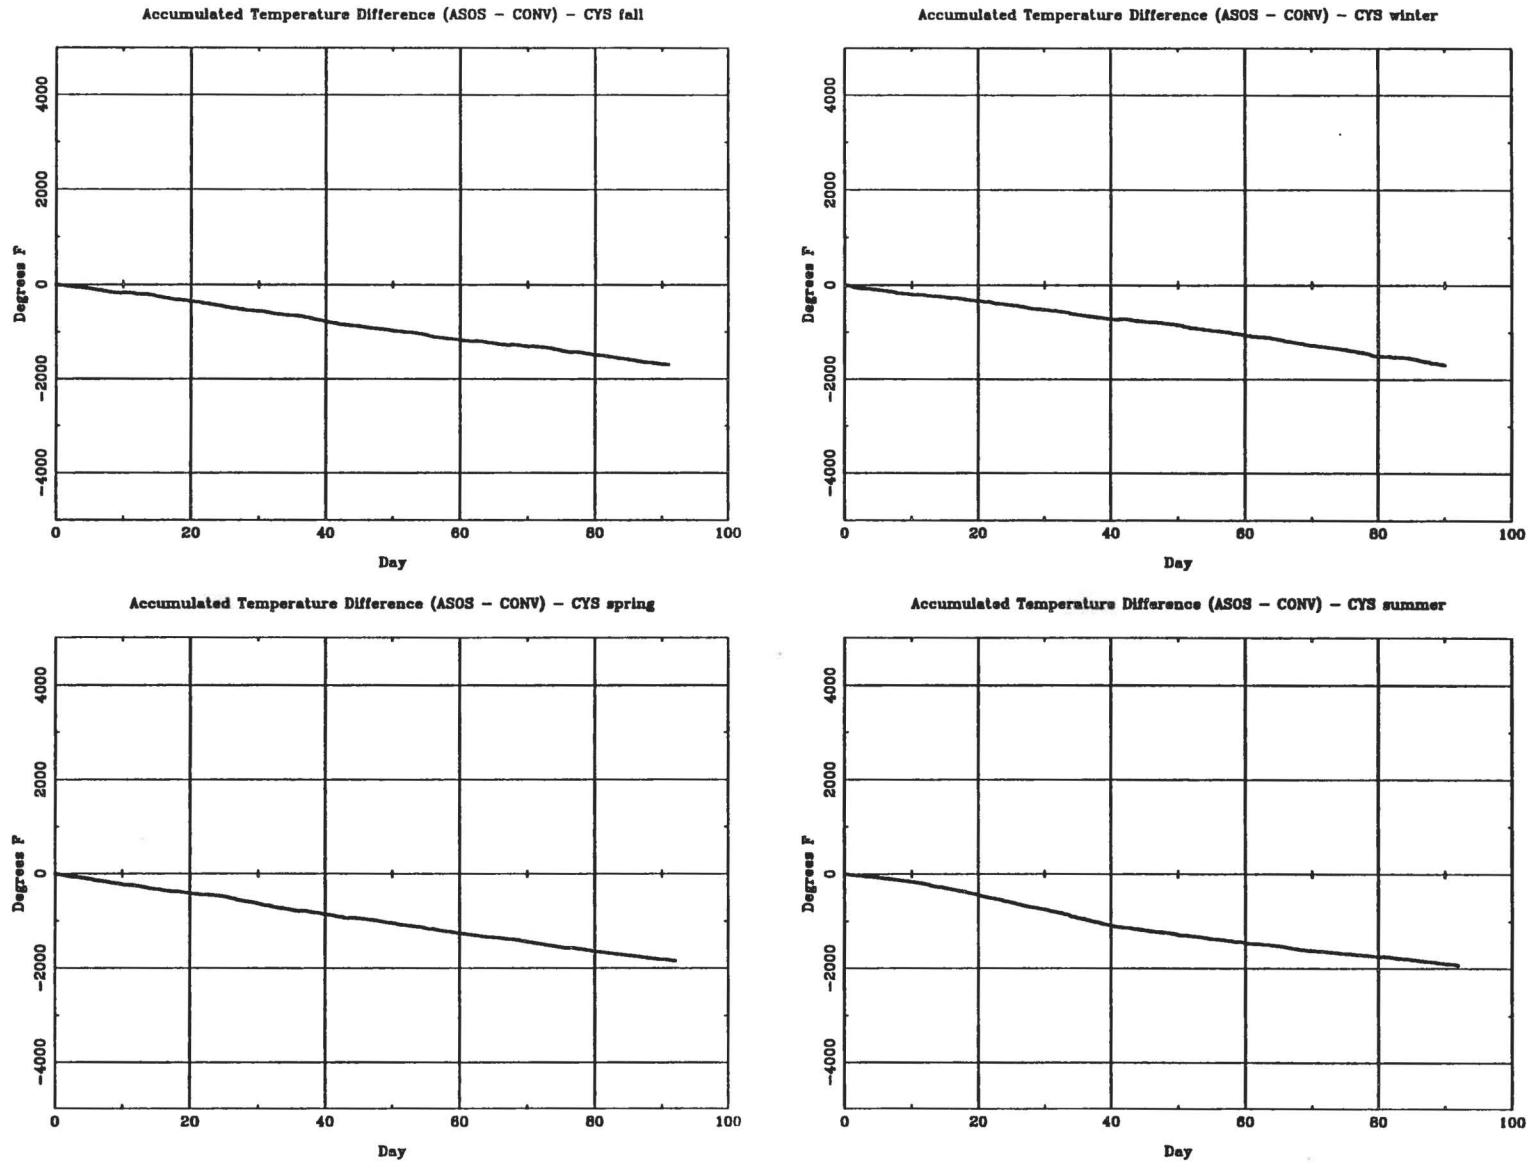 Accumulated Temperature Difference (ASOS - CONV) - CYS fall
4000
2000
0
-2000
-4000
Degrees F
0 20 40 60 80 100
Day
Accumulated Temperature Difference (ASOS - CONV) - CYS winter
4000
2000
0
-2000
-4000
Degrees F
0 20 40 60 80 100
Day
Accumulated Temperature Difference (ASOS - CONV) - CYS spring
4000
2000
0
-2000
-4000
Degrees F
0 20 40 60 80 100
Day
Accumulated Temperature Difference (ASOS - CONV) - CYS summer
4000
2000
0
-2000
-4000
Degrees F
0 20 40 60 80 100
Day